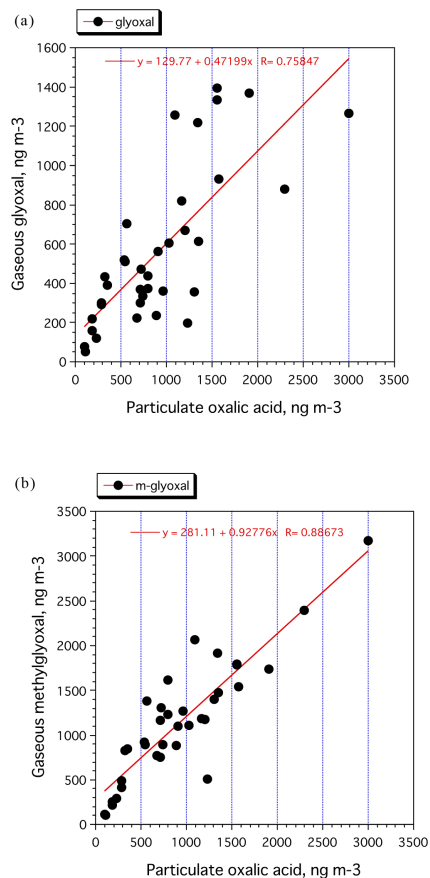 (a)
glyoxal
y = 129.77 + 0.47199x R= 0.75847
1600
1400
1200
1000
800
600
400
200
0
Gaseous glyoxal, ng m-3
0 500 1000 1500 2000 2500 3000 3500
Particulate oxalic acid, ng m-3
(b)
m-glyoxal
y = 281.11 + 0.92776x R= 0.88673
3500
3000
2500
2000
1500
1000
500
0
Gaseous methylglyoxal, ng m-3
0 500 1000 1500 2000 2500 3000 3500
Particulate oxalic acid, ng m-3